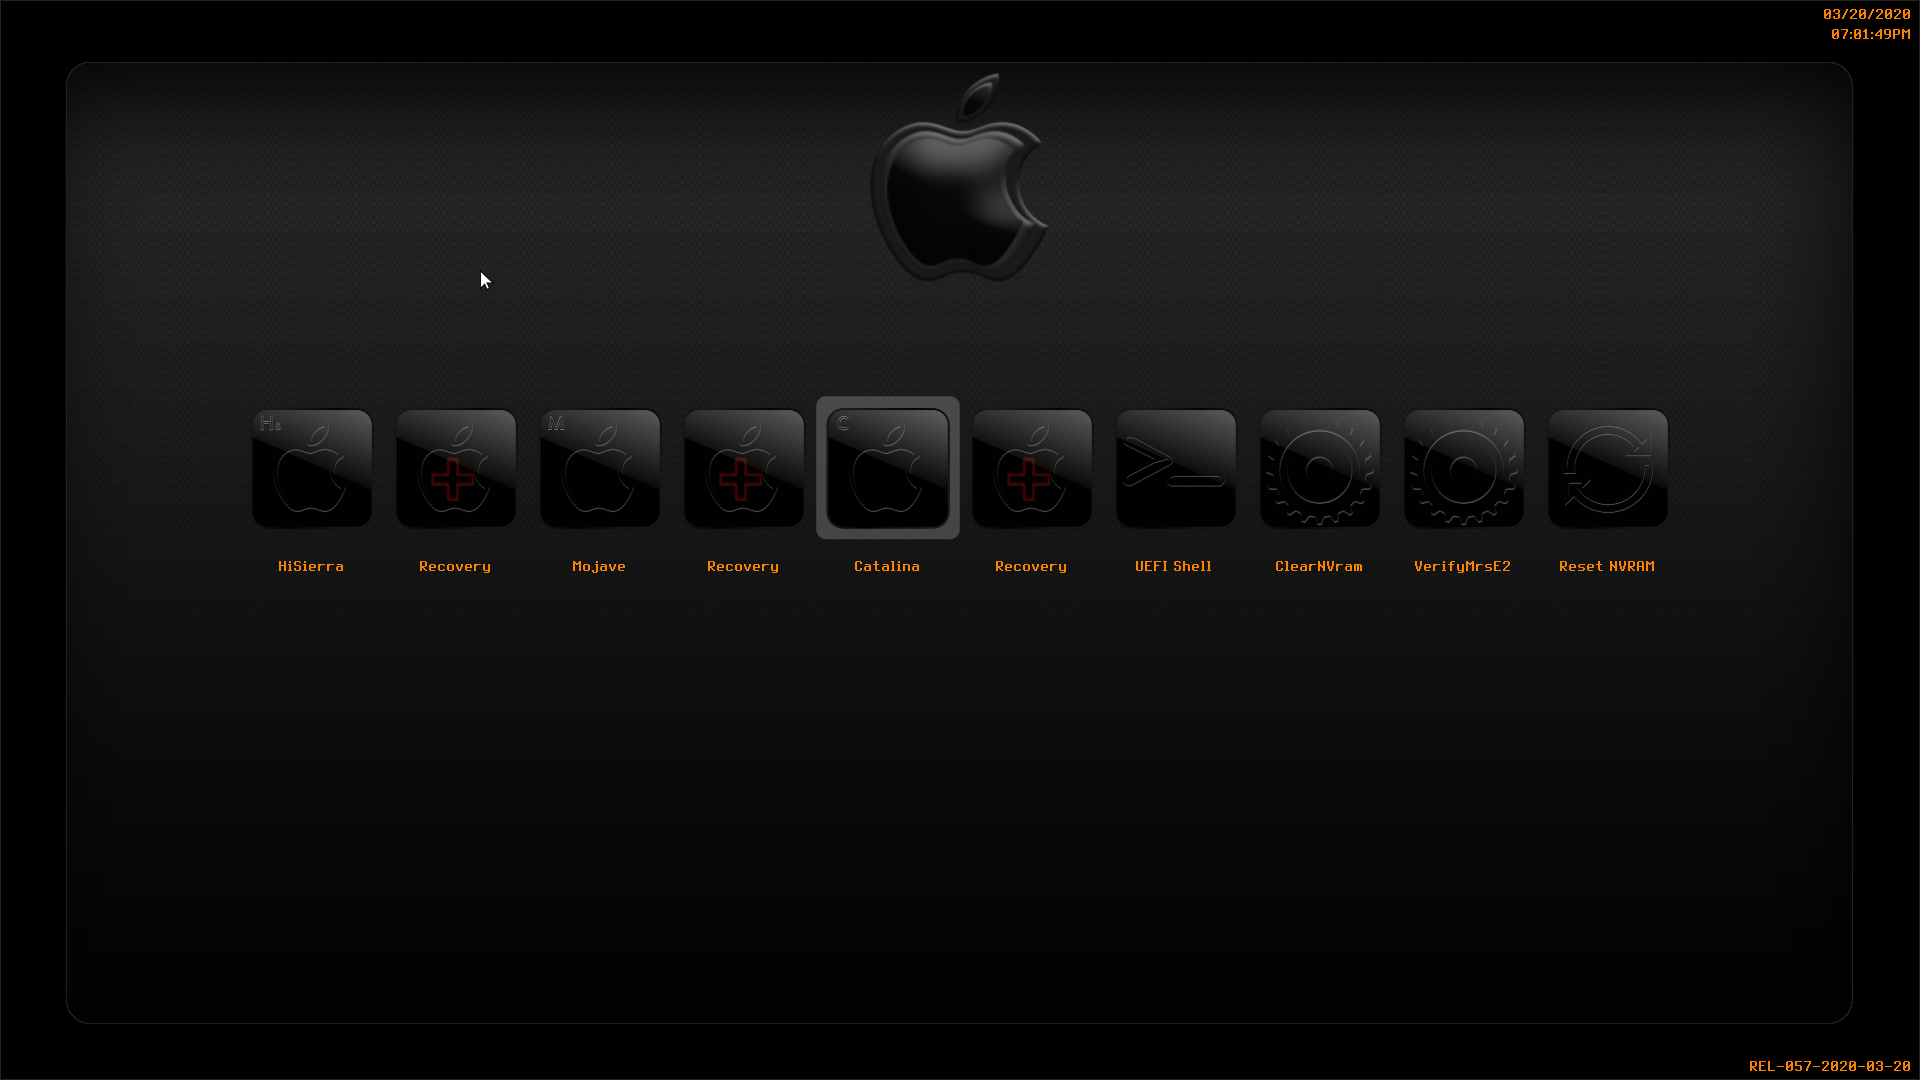 03/20/2020
07:01:49PM
Hs
M
C
HiSierra
Recovery
Mojave
Recovery
Catalina
Recovery
UEFI Shell
ClearNVram
VerifyMrsE2
Reset NVRAM
REL-057-2020-03-20